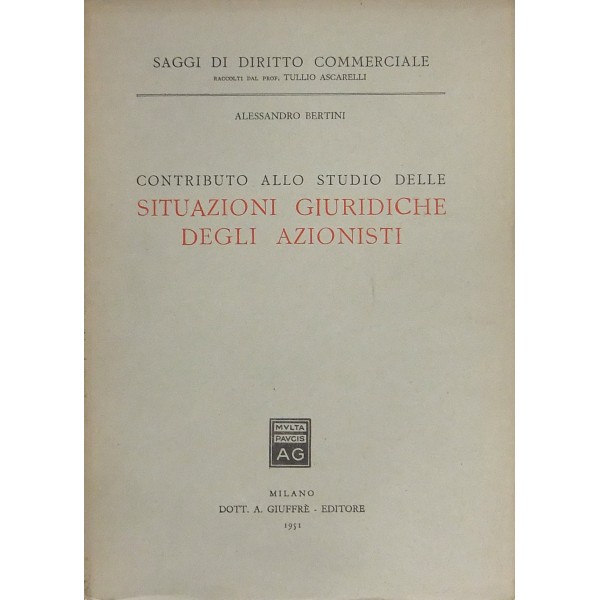 SAGGI DI DIRITTO COMMERCIALE
RACCOLTI DAL PROF. TULLIO ASCARELLI
ALESSANDRO BERTINI
CONTRIBUTO ALLO STUDIO DELLE
SITUAZIONI GIURIDICHE
DEGLI AZIONISTI
MVLTA
PAVCIS
AG
MILANO
DOTT. A. GIUFFRÈ - EDITORE
1951